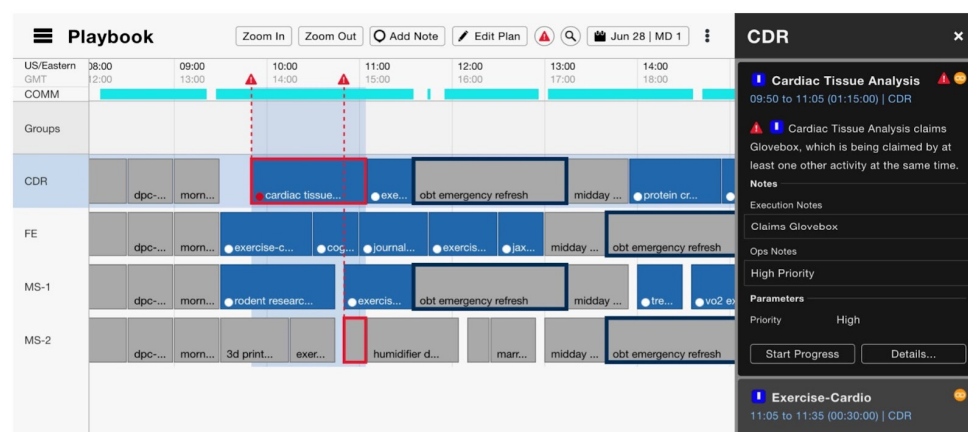 Playbook
Zoom In
Zoom Out
Add Note
Edit Plan
Jun 28 | MD 1
US/Eastern 08:00 09:00 10:00 11:00 12:00 13:00 14:00
GMT 12:00 13:00 14:00 15:00 16:00 17:00 18:00
COMM
Groups
CDR
dpc-... morn... cardiac tissue... exe... obt emergency refresh midday protein cr...
FE
dpc-... morn... exercise-c... cog... journal... exercis... jax... midday ... obt emergency refresh
MS-1
dpc-... morn... rodent researc... exercis... obt emergency refresh midday tre... vo2 ex
MS-2
dpc-... morn... 3d print... exer... humidifier d... marr... midday ... obt emergency refresh
CDR ×
Cardiac Tissue Analysis
09:50 to 11:05 (01:15:00) | CDR
Cardiac Tissue Analysis claims
Glovebox, which is being claimed by at
least one other activity at the same time.
Notes
Execution Notes
Claims Glovebox
Ops Notes
High Priority
Parameters
Priority High
Start Progress
Details...
Exercise-Cardio
11:05 to 11:35 (00:30:00) | CDR